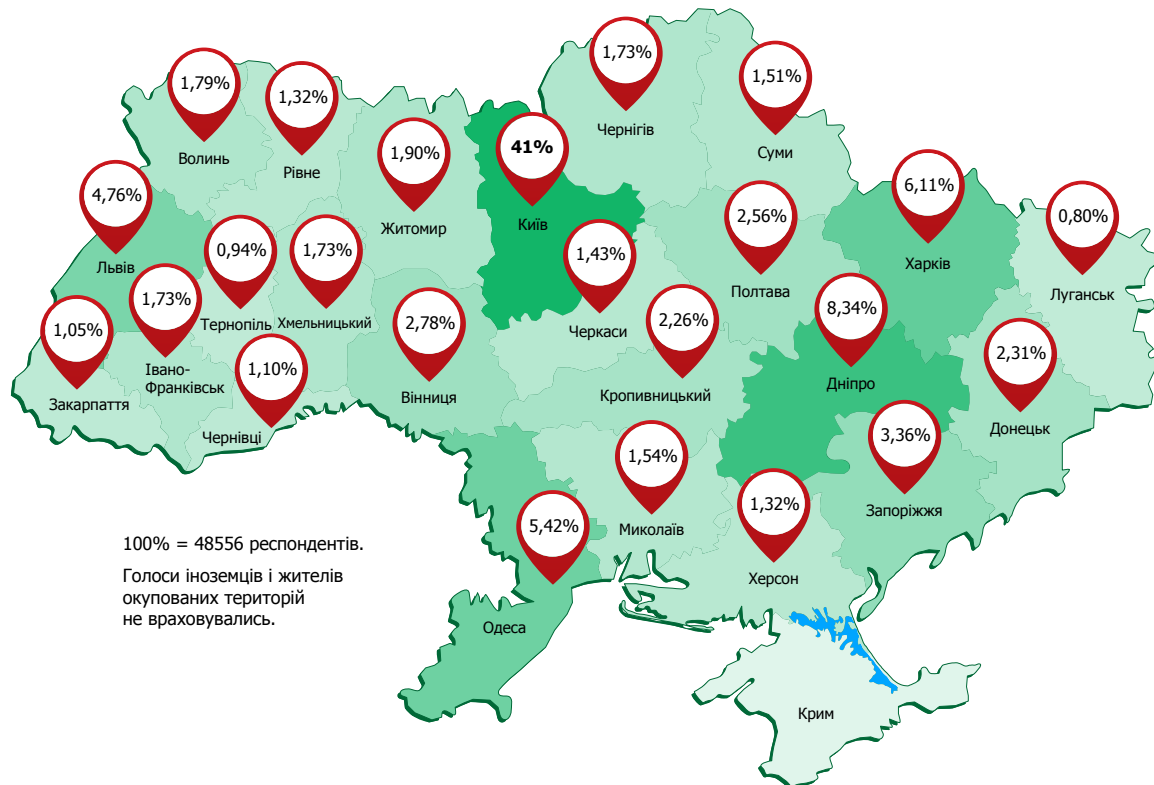 1,73%
Чернігів
1,51%
Суми
1,79%
Волинь
1,32%
Рівне
1,90%
Житомир
41%
Київ
4,76%
Львів
0,94%
Тернопіль
1,73%
Хмельницький
1,43%
Черкаси
2,56%
Полтава
6,11%
Харків
0,80%
Луганськ
1,05%
Закарпаття
1,73%
Івано-
Франківськ
1,10%
Чернівці
2,78%
Вінниця
2,26%
Кропивницький
8,34%
Дніпро
2,31%
Донецьк
3,36%
Запоріжжя
1,54%
Миколаїв
1,32%
Херсон
5,42%
Одеса
Крим
100% = 48556 респондентів.
Голоси іноземців і жителів
окупованих територій
не враховувались.